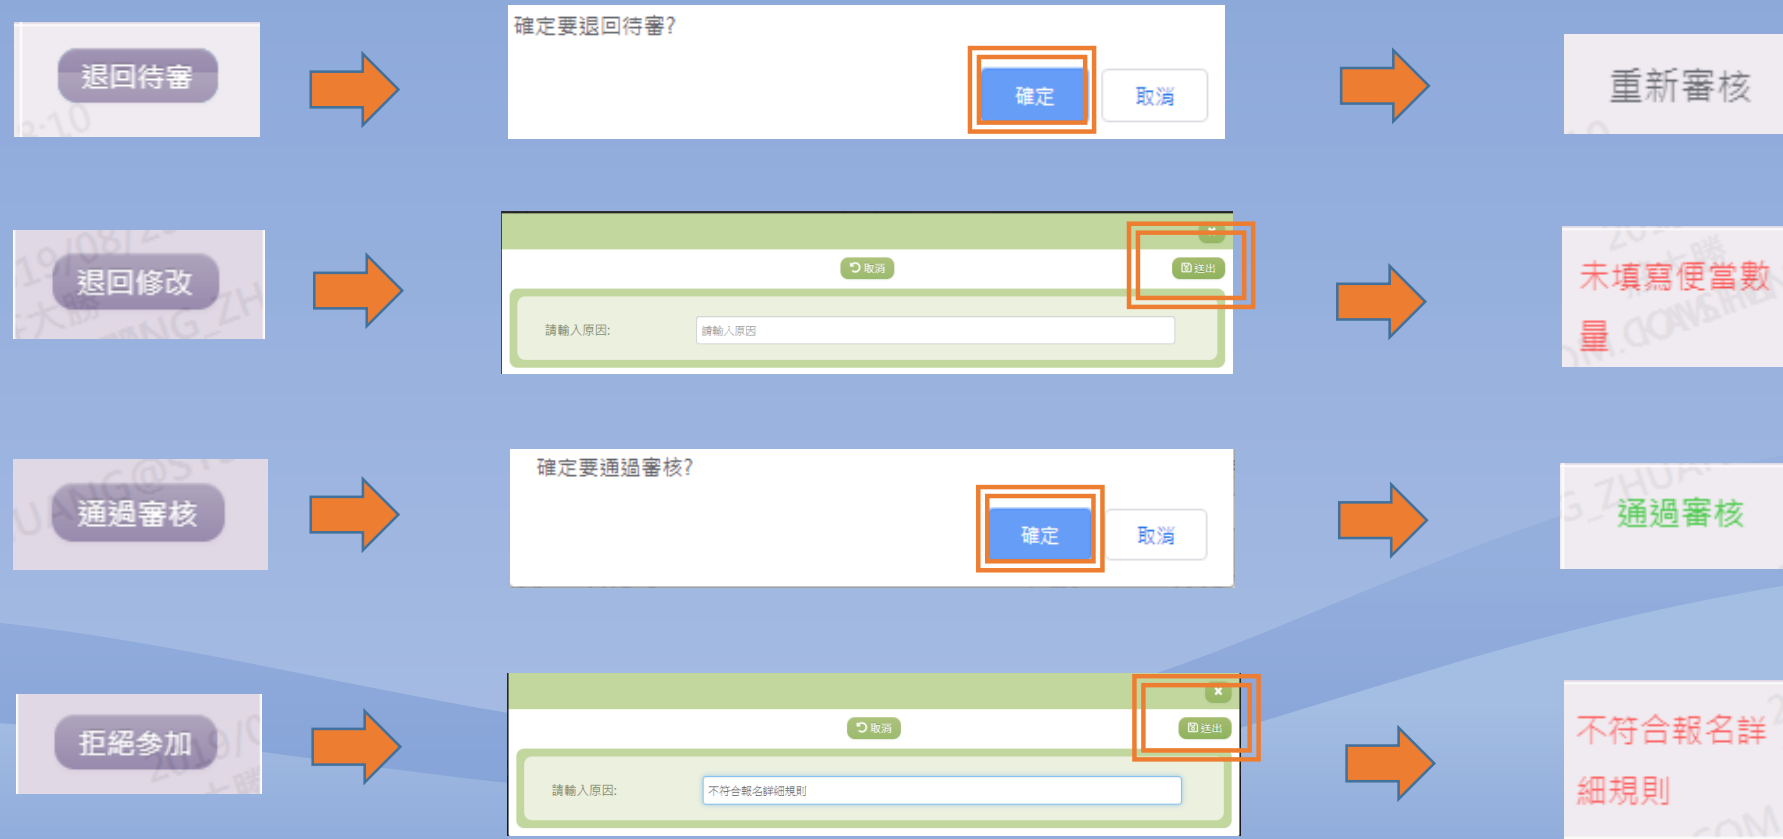 退回待審
確定要退回待審?
確定
取消
重新審核
退回修改
取消
送出
請輸入原因:
請輸入原因
未填寫便當數
量
通過審核
確定要通過審核?
確定
取消
通過審核
拒絕參加
取消
送出
請輸入原因:
不符合報名詳細規則
不符合報名詳
細規則